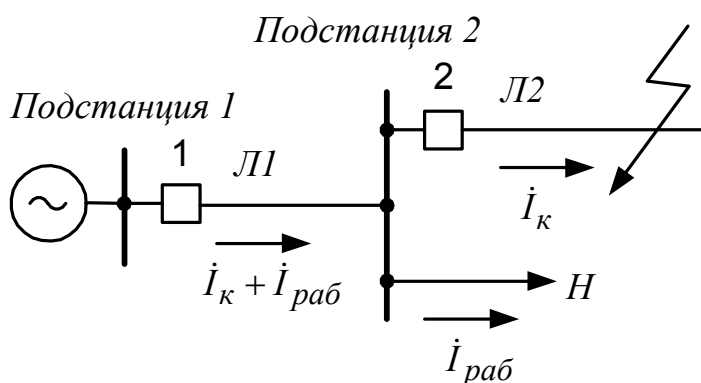 Подстанция 2
2
Л2
Подстанция 1
1
Л1
İк
İк + İраб
Н
İраб